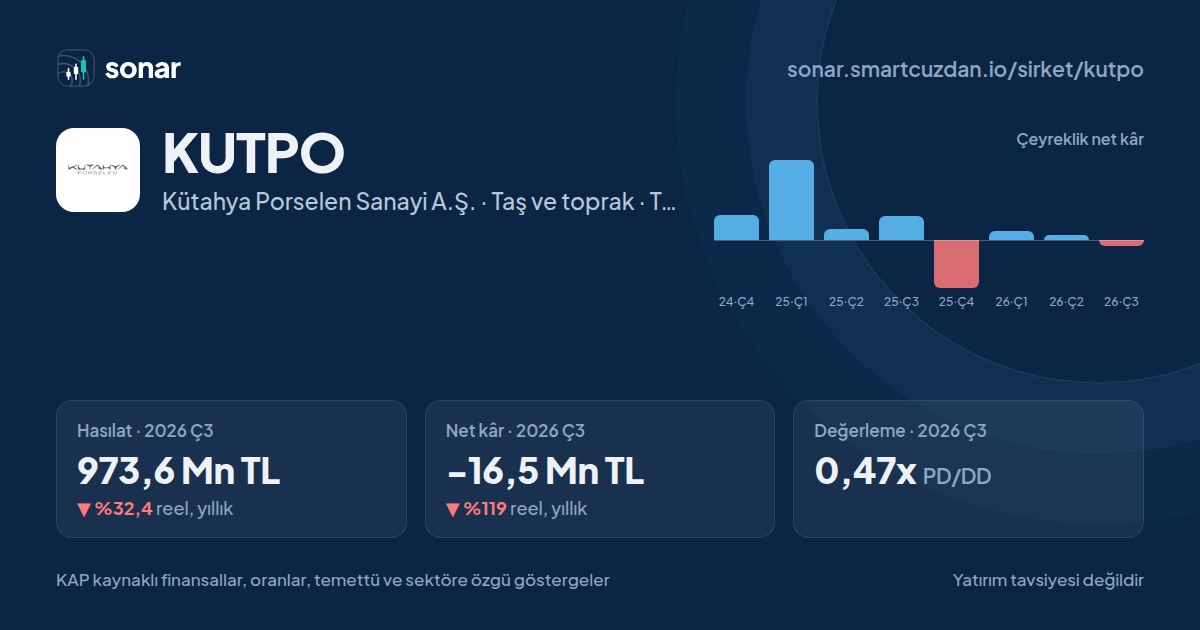 sonar
sonar.smartcuzdan.io/sirket/kutpo
KUTAHYA
PORSELEN
KUTPO
Kütahya Porselen Sanayi A.Ş. · Taş ve toprak · T…
Çeyreklik net kâr
24·Ç4 25·Ç1 25·Ç2 25·Ç3 25·Ç4 26·Ç1 26·Ç2 26·Ç3
Hasılat · 2026 Ç3
973,6 Mn TL
▼ %32,4 reel, yıllık
Net kâr · 2026 Ç3
−16,5 Mn TL
▼ %119 reel, yıllık
Değerleme · 2026 Ç3
0,47x PD/DD
KAP kaynaklı finansallar, oranlar, temettü ve sektöre özgü göstergeler
Yatırım tavsiyesi değildir